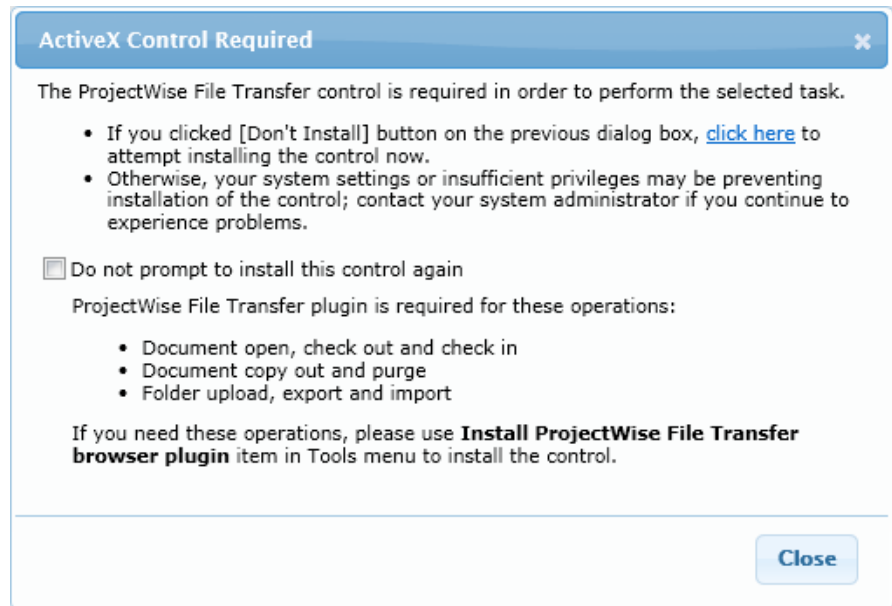 ActiveX Control Required
The ProjectWise File Transfer control is required in order to perform the selected task.
• If you clicked [Don't Install] button on the previous dialog box, click here to
attempt installing the control now.
• Otherwise, your system settings or insufficient privileges may be preventing
installation of the control; contact your system administrator if you continue to
experience problems.
Do not prompt to install this control again
ProjectWise File Transfer plugin is required for these operations:
• Document open, check out and check in
• Document copy out and purge
• Folder upload, export and import
If you need these operations, please use Install ProjectWise File Transfer
browser plugin item in Tools menu to install the control.
Close